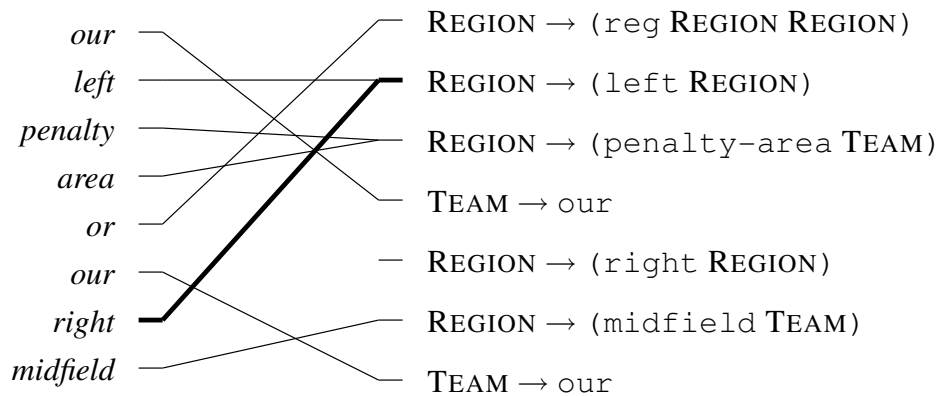 our
left
penalty
area
or
our
right
midfield
REGION → (reg REGION REGION)
REGION → (left REGION)
REGION → (penalty-area TEAM)
TEAM → our
REGION → (right REGION)
REGION → (midfield TEAM)
TEAM → our